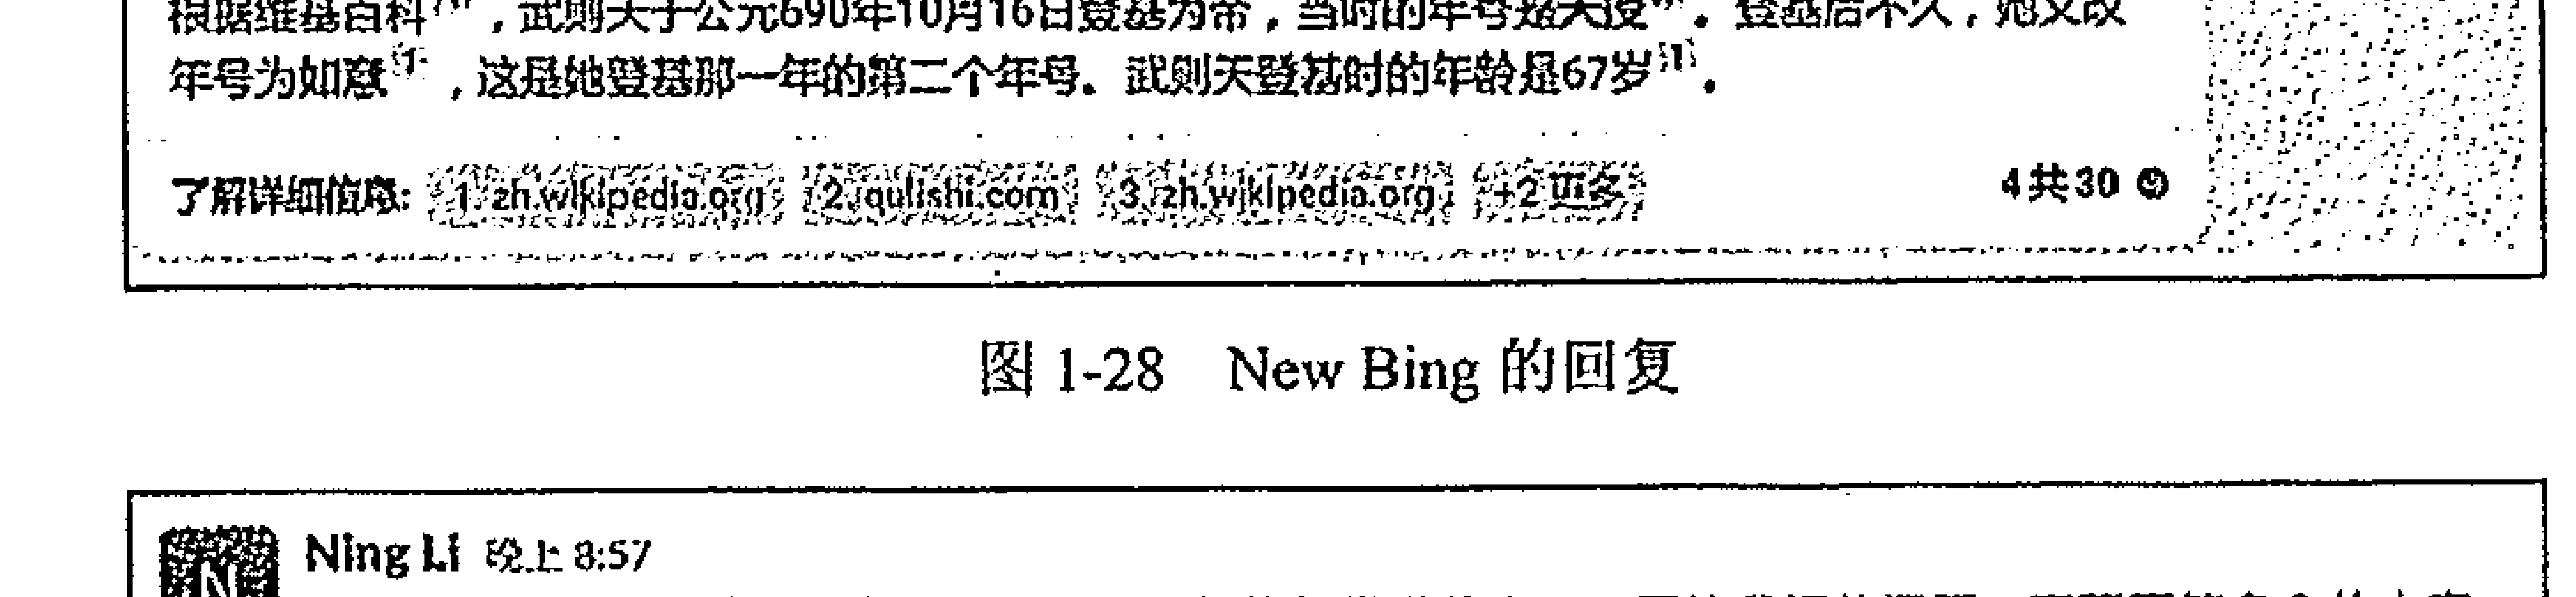 根据维基百科[1]，武则天于公元690年10月16日登基为帝，当时的年号是天授[1]。登基后不久，她又改
年号为如意[1]，这是她登基那一年的第二个年号。武则天登基时的年龄是67岁[1]。
了解详细信息: 1. zh.wikipedia.org 2. qulishi.com 3. zh.wikipedia.org +2 更多 4共30
图 1-28 New Bing 的回复
Ning Li 晚上 8:57